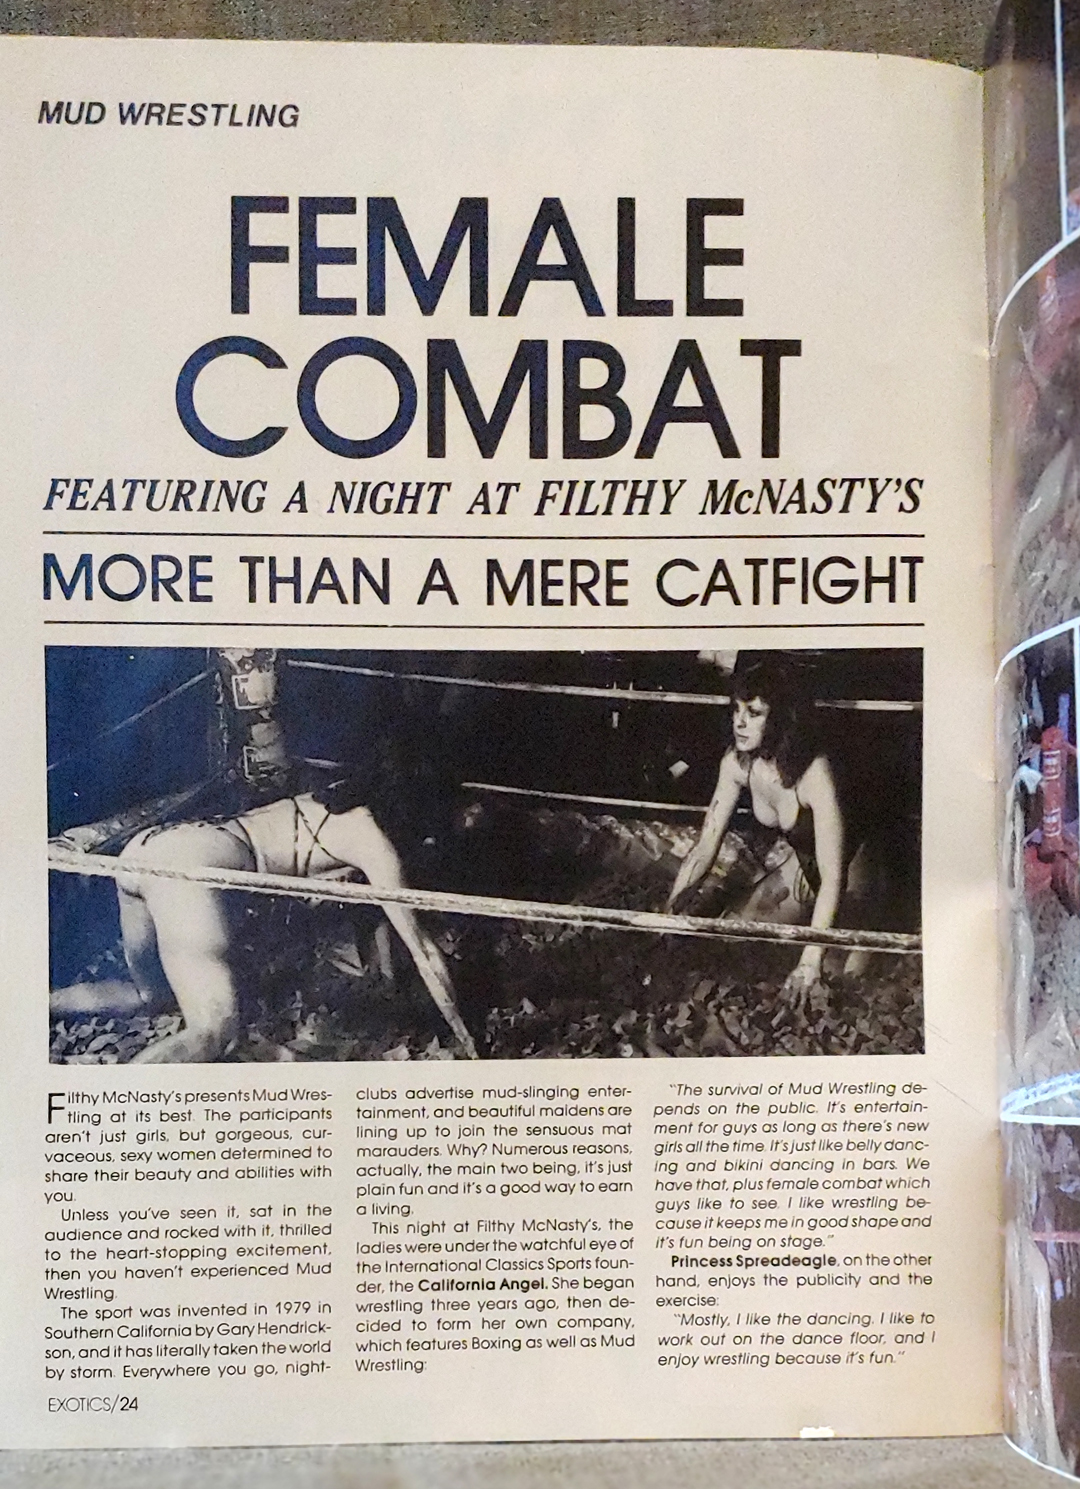 MUD WRESTLING
FEMALE
COMBAT
FEATURING A NIGHT AT FILTHY McNASTY'S
MORE THAN A MERE CATFIGHT
Filthy McNasty's presents Mud Wres-
tling at its best. The participants
aren't just girls, but gorgeous, cur-
vaceous, sexy women determined to
share their beauty and abilities with
you.
Unless you've seen it, sat in the
audience and rocked with it, thrilled
to the heart-stopping excitement,
then you haven't experienced Mud
Wrestling.
The sport was invented in 1979 in
Southern California by Gary Hendrick-
son, and it has literally taken the world
by storm. Everywhere you go, night-
clubs advertise mud-slinging enter-
tainment, and beautiful maidens are
lining up to join the sensuous mat
marauders. Why? Numerous reasons,
actually, the main two being, it's just
plain fun and it's a good way to earn
a living.
This night at Filthy McNasty's, the
ladies were under the watchful eye of
the International Classics Sports foun-
der, the California Angel. She began
wrestling three years ago, then de-
cided to form her own company,
which features Boxing as well as Mud
Wrestling:
"The survival of Mud Wrestling de-
pends on the public. It's entertain-
ment for guys as long as there's new
girls all the time. It's just like belly danc-
ing and bikini dancing in bars. We
have that, plus female combat which
guys like to see. I like wrestling be-
cause it keeps me in good shape and
it's fun being on stage."
Princess Spreadeagle, on the other
hand, enjoys the publicity and the
exercise:
"Mostly, I like the dancing. I like to
work out on the dance floor, and I
enjoy wrestling because it's fun."
EXOTICS/24